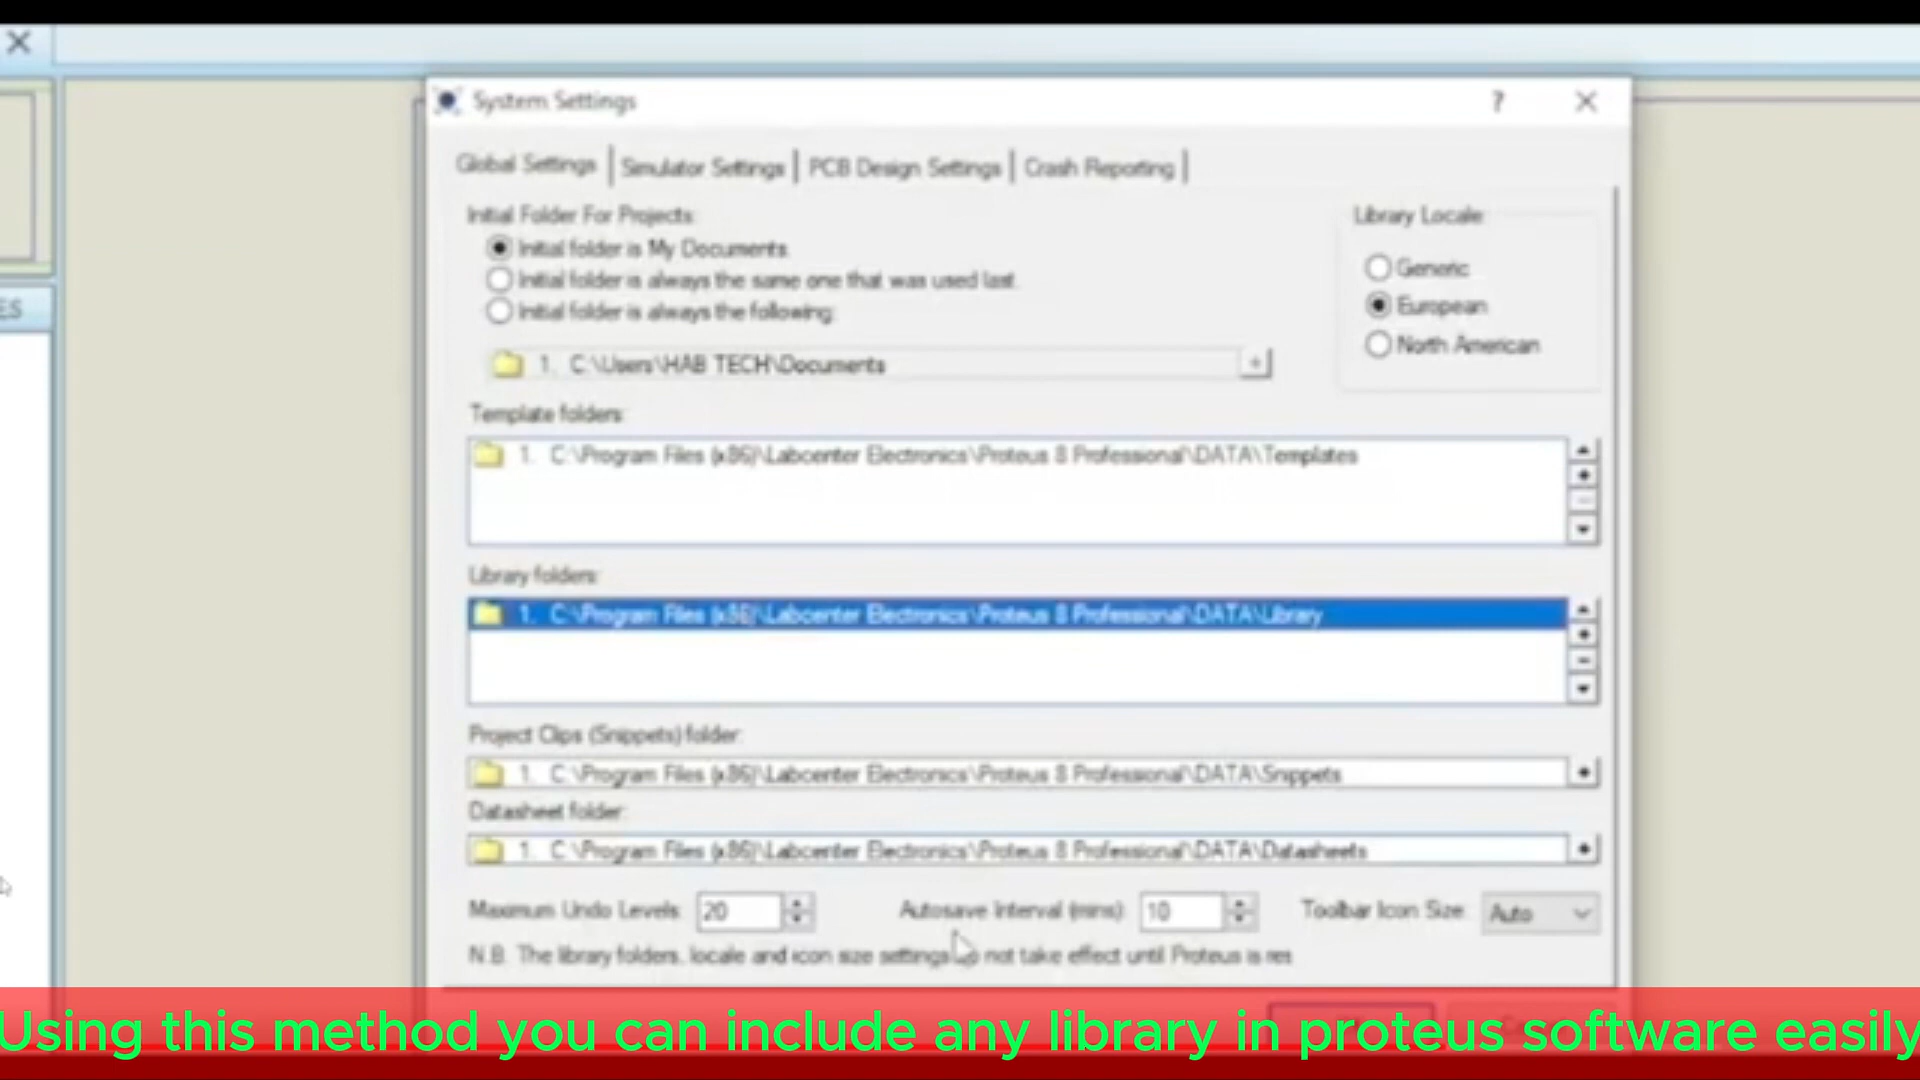 ES
System Settings
Global Settings
Simulator Settings
PCB Design Settings
Crash Reporting
Initial Folder For Projects:
Initial folder is My Documents
Initial folder is always the same one that was used last.
Initial folder is always the following:
1. C:\Users\HAB TECH\Documents
Library Locale
Generic
European
North American
Template folders:
1. C:\Program Files (x86)\Labcenter Electronics\Proteus 8 Professional\DATA\Templates
Library folders:
1. C:\Program Files (x86)\Labcenter Electronics\Proteus 8 Professional\DATA\Library
Project Clips (Snippets) folder:
1. C:\Program Files (x86)\Labcenter Electronics\Proteus 8 Professional\DATA\Snippets
Datasheet folder:
1. C:\Program Files (x86)\Labcenter Electronics\Proteus 8 Professional\DATA\Datasheets
Maximum Undo Levels: 20
Autosave Interval (mins): 10
Toolbar Icon Size: Auto
N.B. The library folders, locale and icon size settings do not take effect until Proteus is res
Using this method you can include any library in proteus software easily